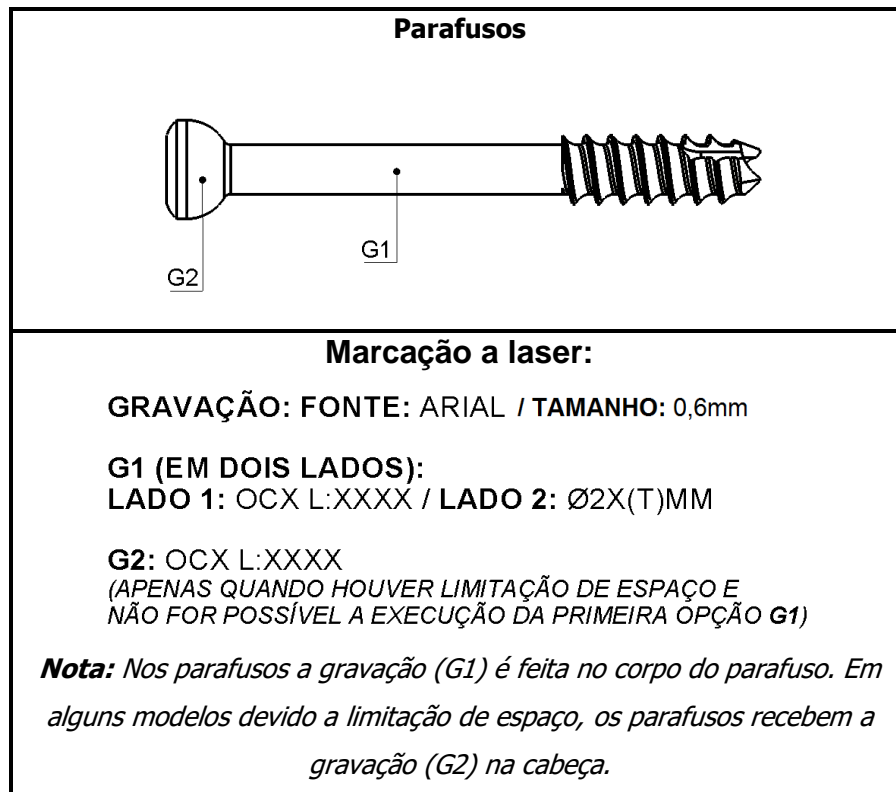 Parafusos
G1
G2
Marcação a laser:
GRAVAÇÃO: FONTE: ARIAL / TAMANHO: 0,6mm
G1 (EM DOIS LADOS):
LADO 1: OCX L:XXXX / LADO 2: Ø2X(T)MM
G2: OCX L:XXXX
(APENAS QUANDO HOUVER LIMITAÇÃO DE ESPAÇO E
NÃO FOR POSSÍVEL A EXECUÇÃO DA PRIMEIRA OPÇÃO G1)
Nota: Nos parafusos a gravação (G1) é feita no corpo do parafuso. Em
alguns modelos devido a limitação de espaço, os parafusos recebem a
gravação (G2) na cabeça.